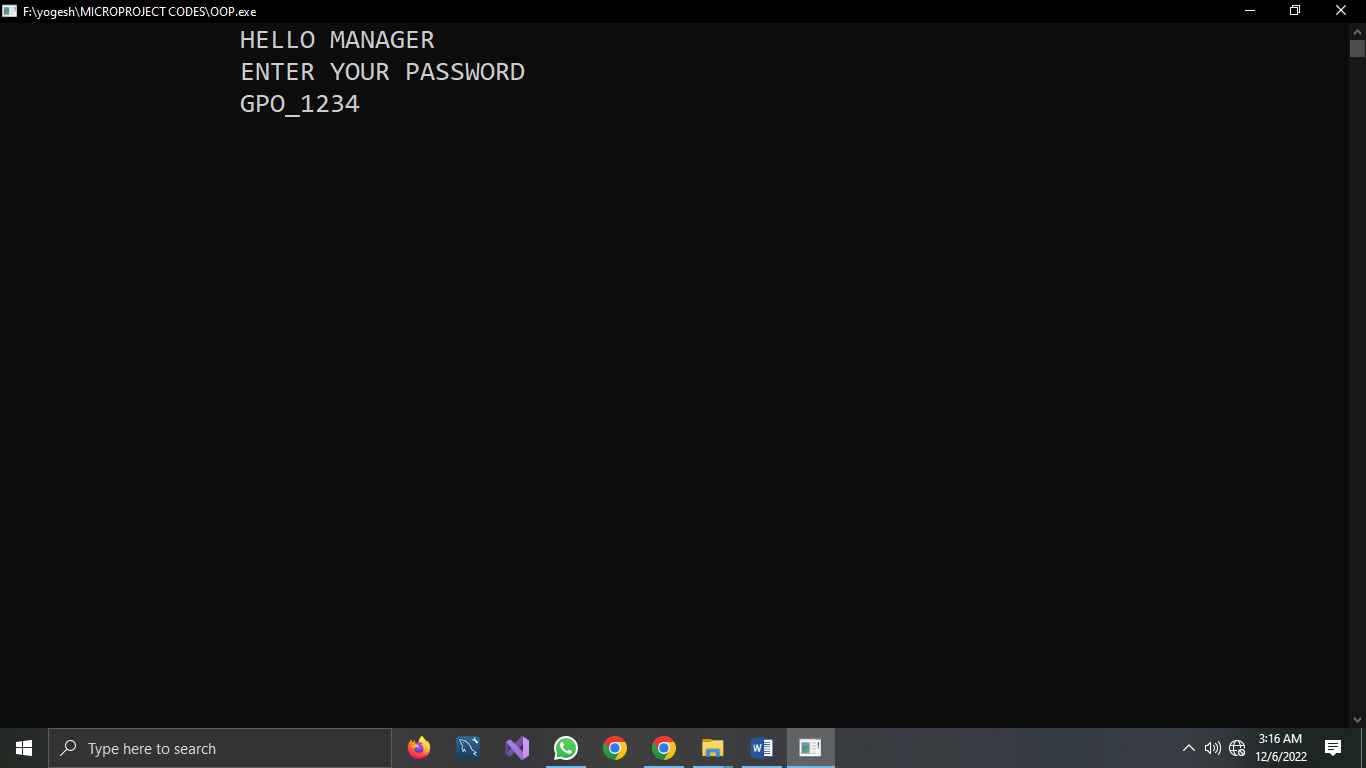 F:\yogesh\MICROPROJECT CODES\OOP.exe
HELLO MANAGER
ENTER YOUR PASSWORD
GPO_1234
Type here to search
3:16 AM
12/6/2022